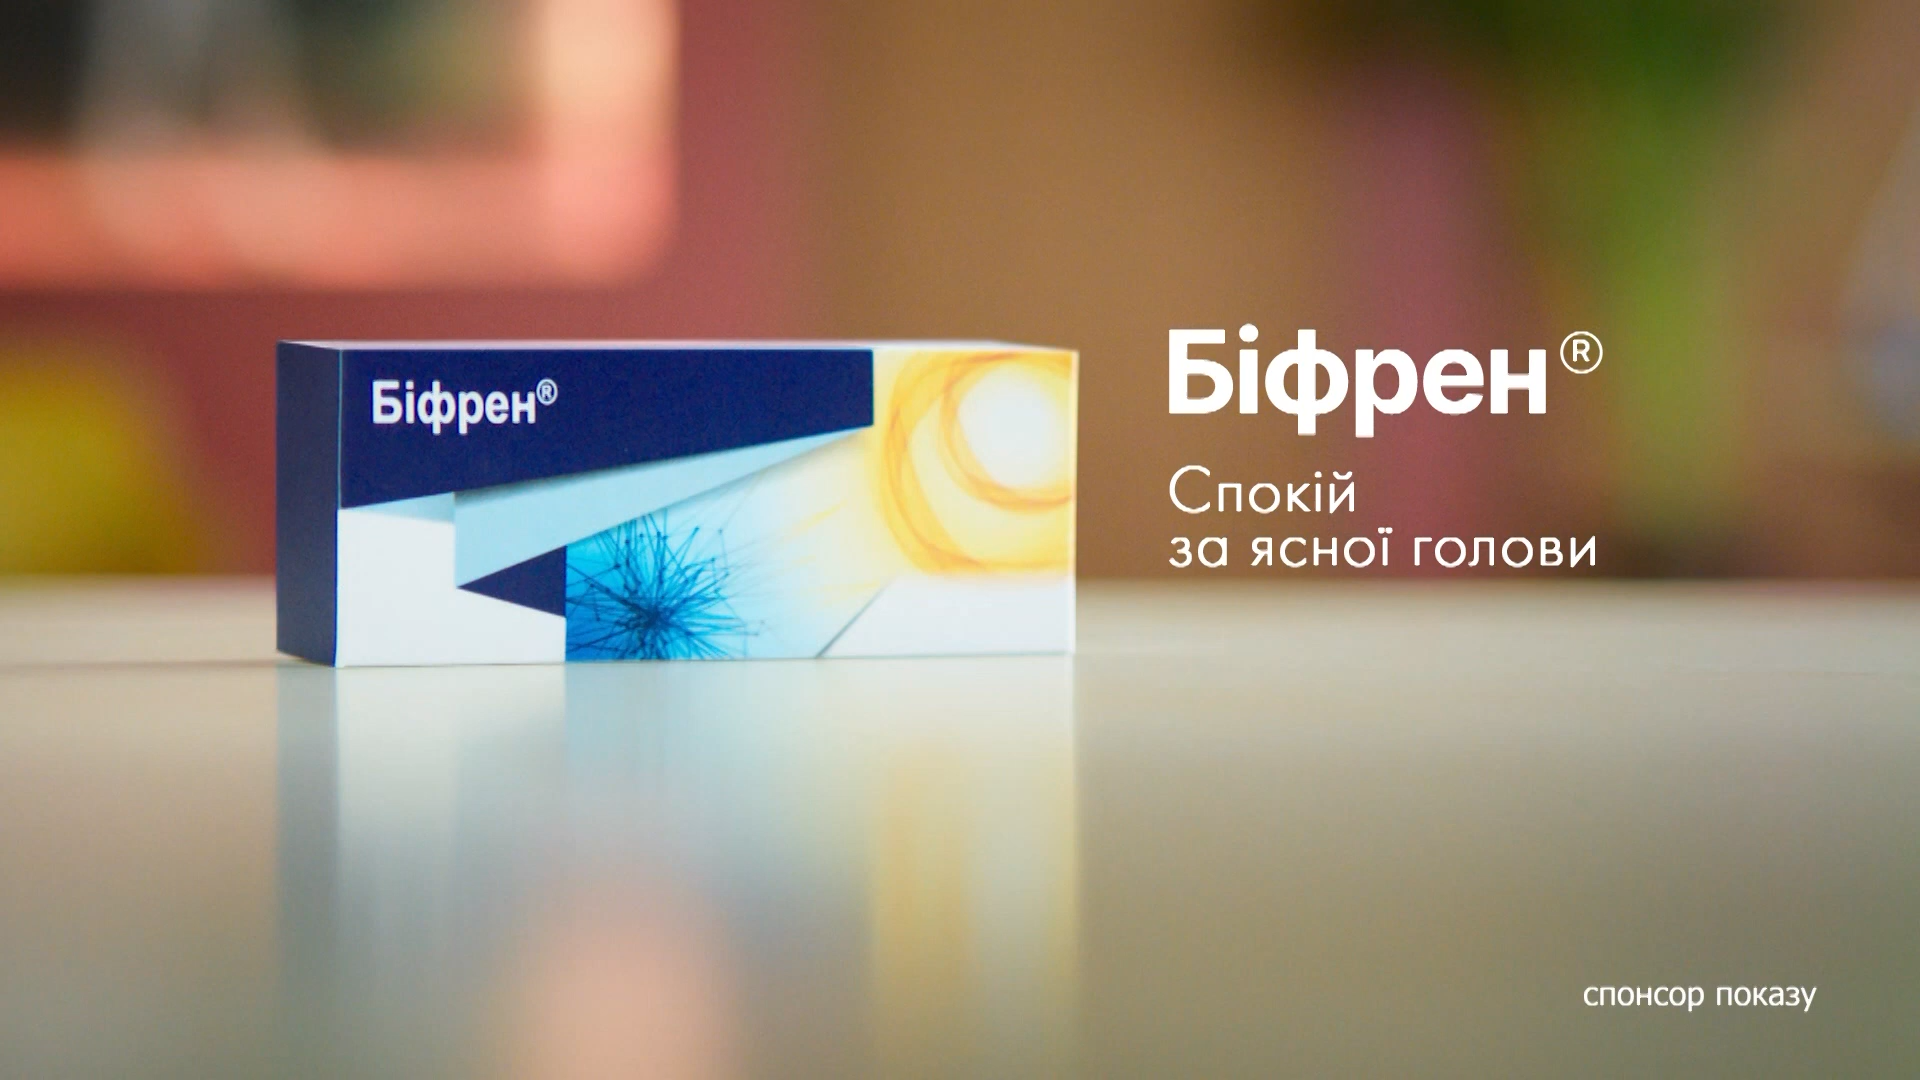 Біфрен®
Біфрен®
Спокій
за ясної голови
спонсор показу